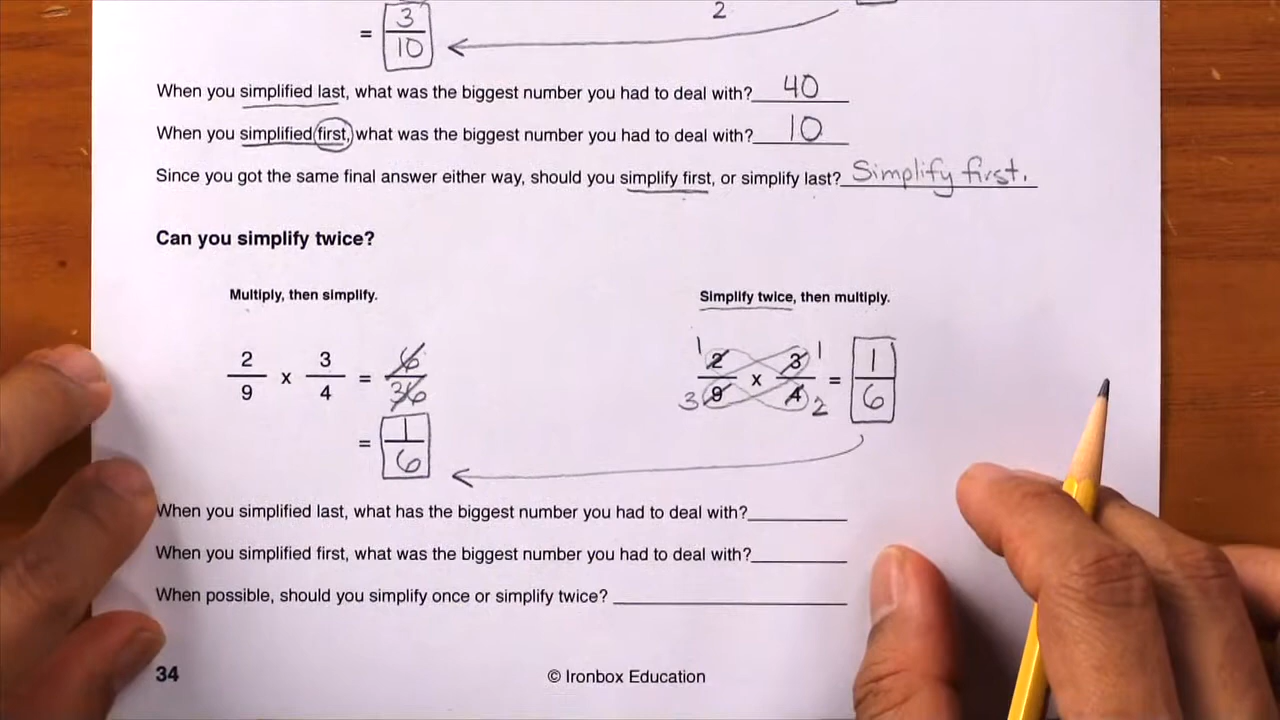 3
2
=
10
When you simplified last, what was the biggest number you had to deal with? 40
When you simplified first, what was the biggest number you had to deal with? 10
Since you got the same final answer either way, should you simplify first, or simplify last? Simplify first.
Can you simplify twice?
Multiply, then simplify.
Simplify twice, then multiply.
2 3 6
x = 
9 4 36
= 1
6
1 2 3 1 1
x =
3 9 4 2 6
When you simplified last, what has the biggest number you had to deal with?
When you simplified first, what was the biggest number you had to deal with?
When possible, should you simplify once or simplify twice?
34 © Ironbox Education